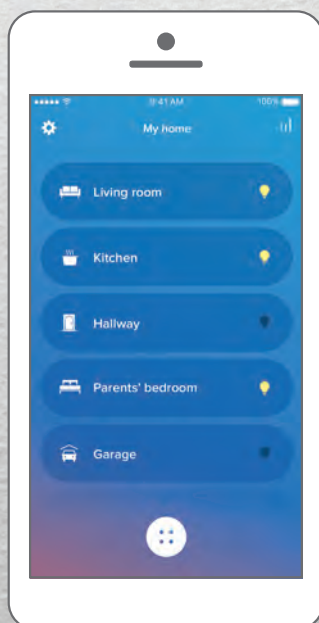 9:41 AM
100%
My home
Living room
Kitchen
Hallway
Parents' bedroom
Garage